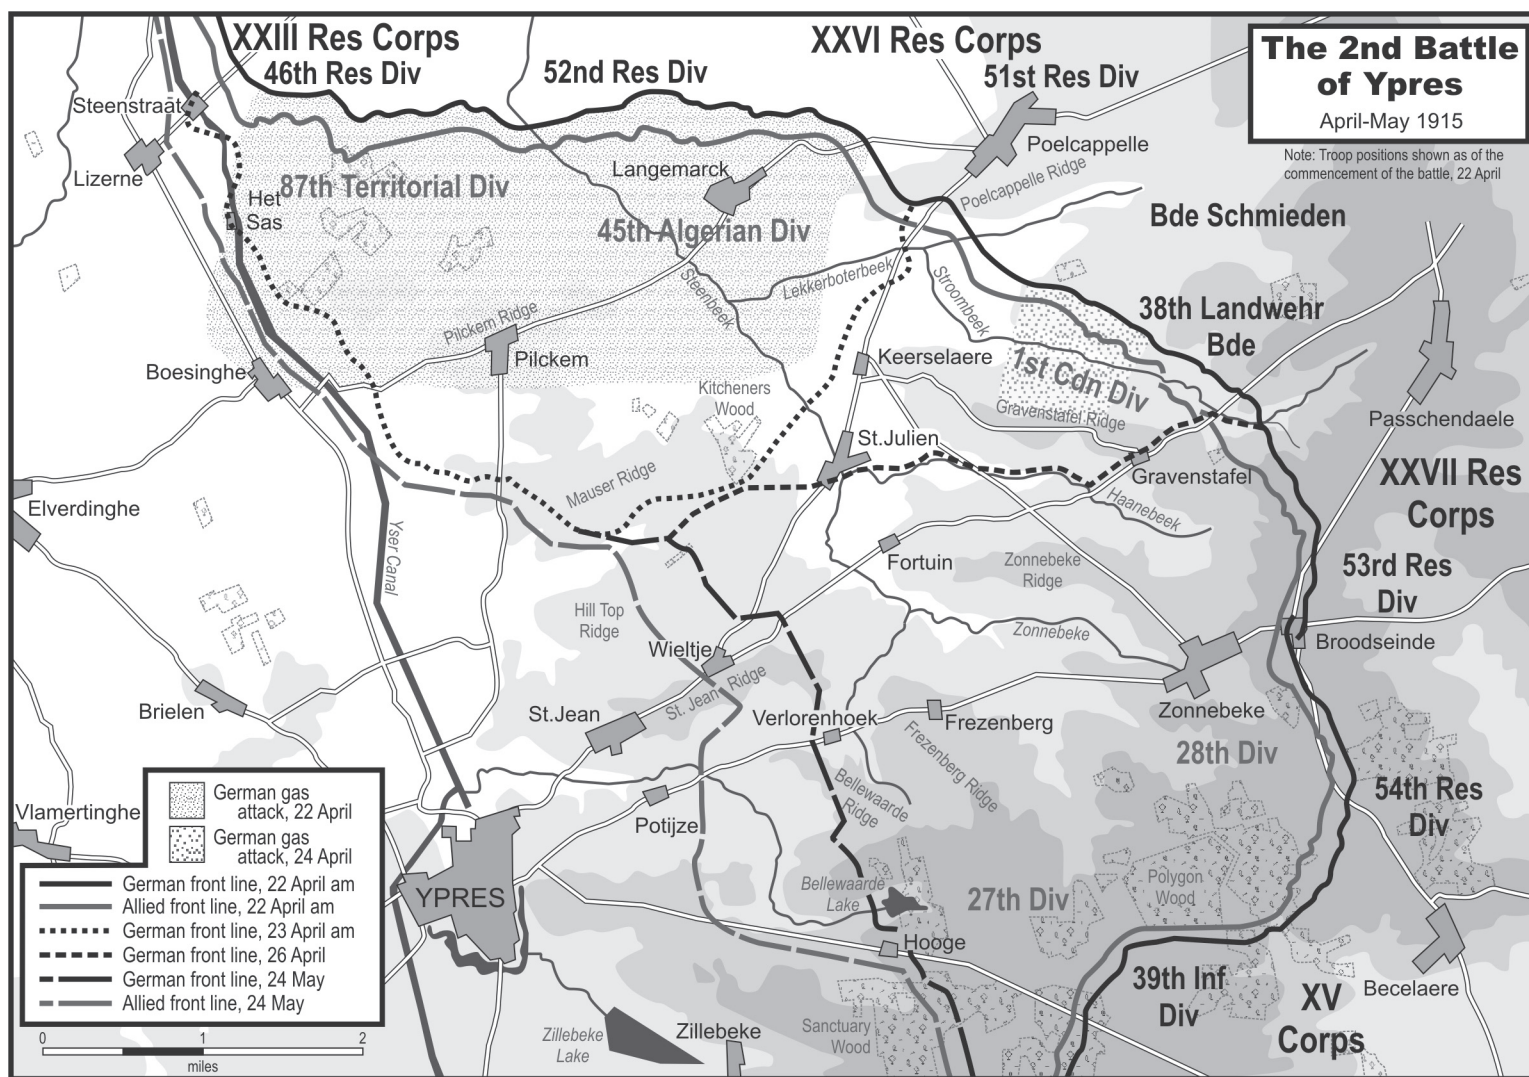 XXIII Res Corps
46th Res Div
52nd Res Div
XXVI Res Corps
51st Res Div
The 2nd Battle
of Ypres
April-May 1915
Note: Troop positions shown as of the
commencement of the battle, 22 April
Steenstraat
Lizerne
Het
Sas
87th Territorial Div
Langemarck
45th Algerian Div
Poelcappelle
Poelcappelle Ridge
Bde Schmieden
Lekkerboterbeek
Steenbeek
Stroombeek
38th Landwehr
Bde
Pilckem Ridge
Pilckem
Boesinghe
Keerselaere
1st Cdn Div
Kitcheners
Wood
Gravenstafel Ridge
Passchendaele
St.Julien
Gravenstafel
Mauser Ridge
Haanebeek
XXVII Res
Corps
Elverdinghe
Yser Canal
Fortuin
Zonnebeke
Ridge
53rd Res
Div
Hill Top
Ridge
Zonnebeke
Broodseinde
Wieltje
St. Jean Ridge
Brielen
St.Jean
Verlorenhoek
Frezenberg
Zonnebeke
Frezenberg Ridge
28th Div
Bellewaarde
Ridge
54th Res
Div
Vlamertinghe
Potijze
YPRES
Bellewaarde
Lake
27th Div
Polygon
Wood
Hooge
39th Inf
Div
XV
Corps
Becelaere
Sanctuary
Wood
Zillebeke
Lake
Zillebeke
German gas
attack, 22 April
German gas
attack, 24 April
German front line, 22 April am
Allied front line, 22 April am
German front line, 23 April am
German front line, 26 April
German front line, 24 May
Allied front line, 24 May
0 1 2
miles